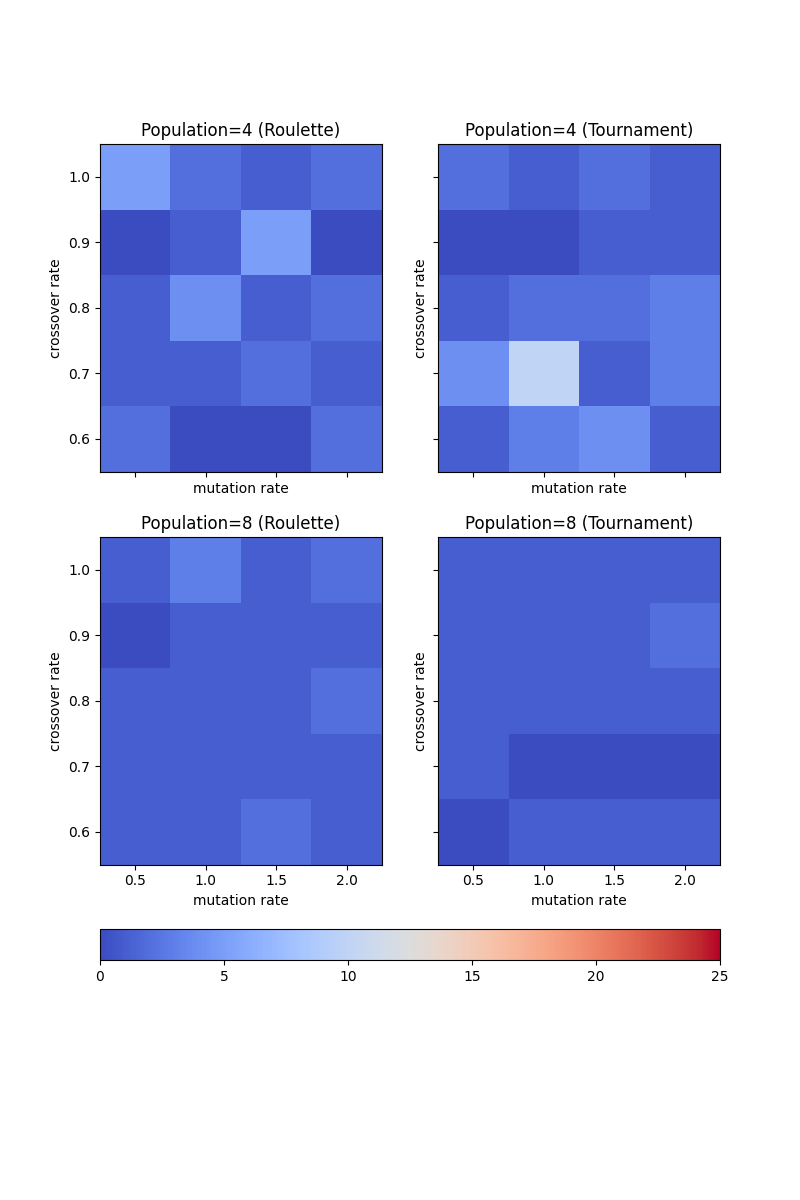 Population=4 (Roulette)
Population=4 (Tournament)
1.0
0.9
0.8
0.7
0.6
crossover rate
crossover rate
mutation rate
mutation rate
Population=8 (Roulette)
Population=8 (Tournament)
1.0
0.9
0.8
0.7
0.6
crossover rate
crossover rate
0.5 1.0 1.5 2.0
0.5 1.0 1.5 2.0
mutation rate
mutation rate
0 5 10 15 20 25